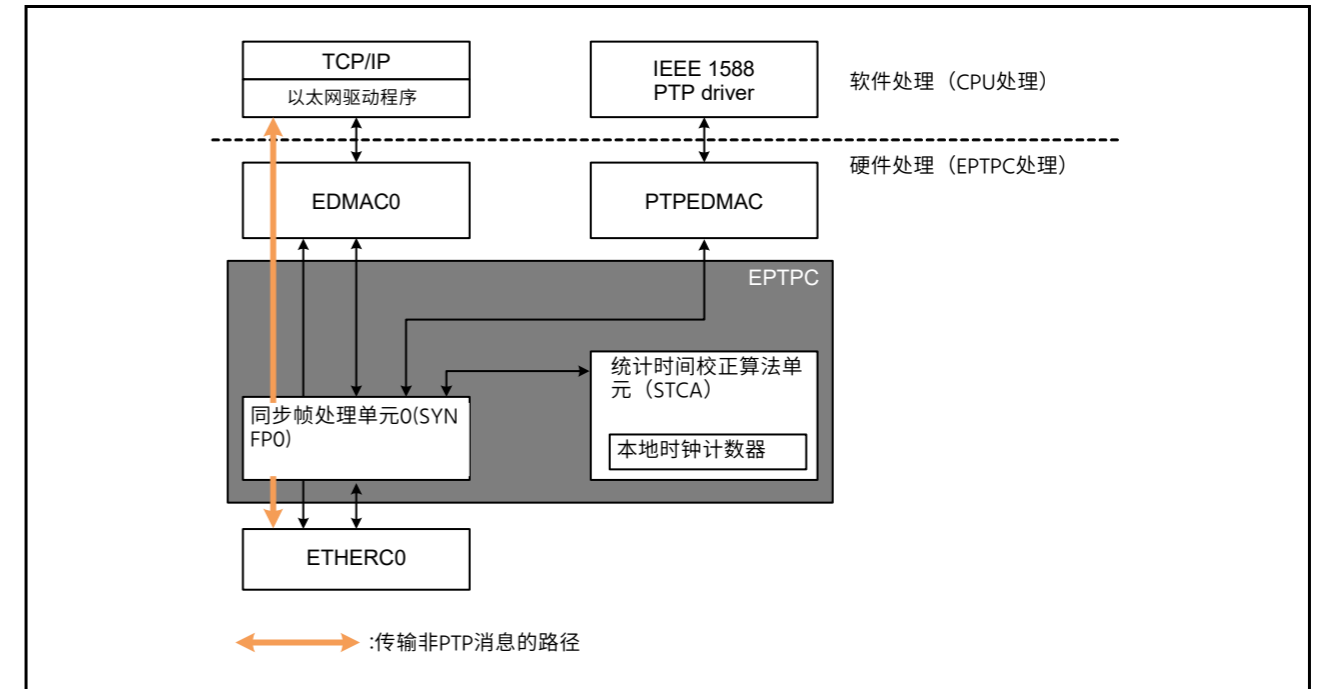 TCP/IP
以太网驱动程序
IEEE 1588
PTP driver
软件处理（CPU处理）
硬件处理（EPTPC处理）
EDMAC0
PTPEDMAC
EPTPC
统计时间校正算法单
元（STCA）
本地时钟计数器
同步帧处理单元0(SYN
FP0)
ETHERC0
:传输非PTP消息的路径